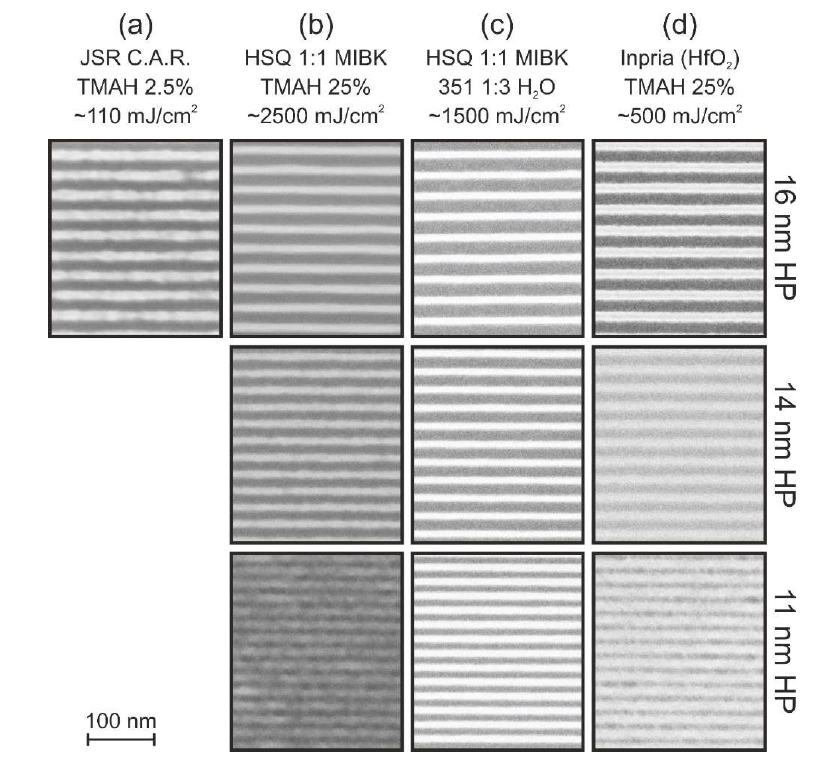 (a)
JSR C.A.R.
TMAH 2.5%
~110 mJ/cm²
(b)
HSQ 1:1 MIBK
TMAH 25%
~2500 mJ/cm²
(c)
HSQ 1:1 MIBK
351 1:3 H₂O
~1500 mJ/cm²
(d)
Inpria (HfO₂)
TMAH 25%
~500 mJ/cm²
16 nm HP
14 nm HP
11 nm HP
100 nm